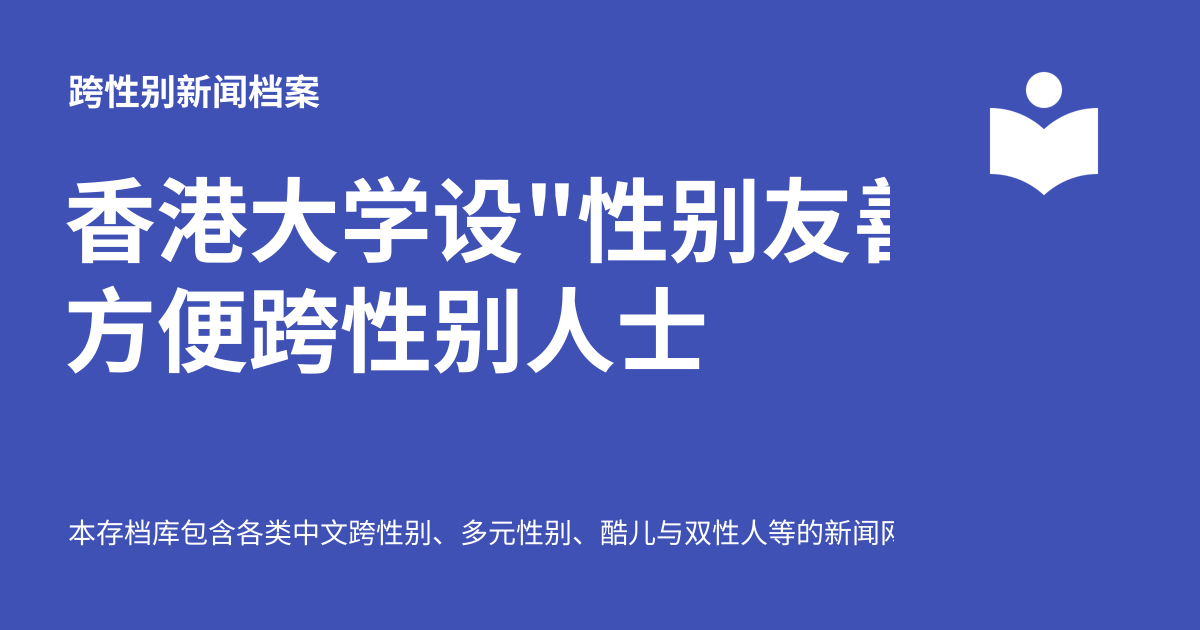 跨性别新闻档案
香港大学设"性别友
方便跨性别人士
本存档库包含各类中文跨性别、多元性别、酷儿与双性人等的新闻